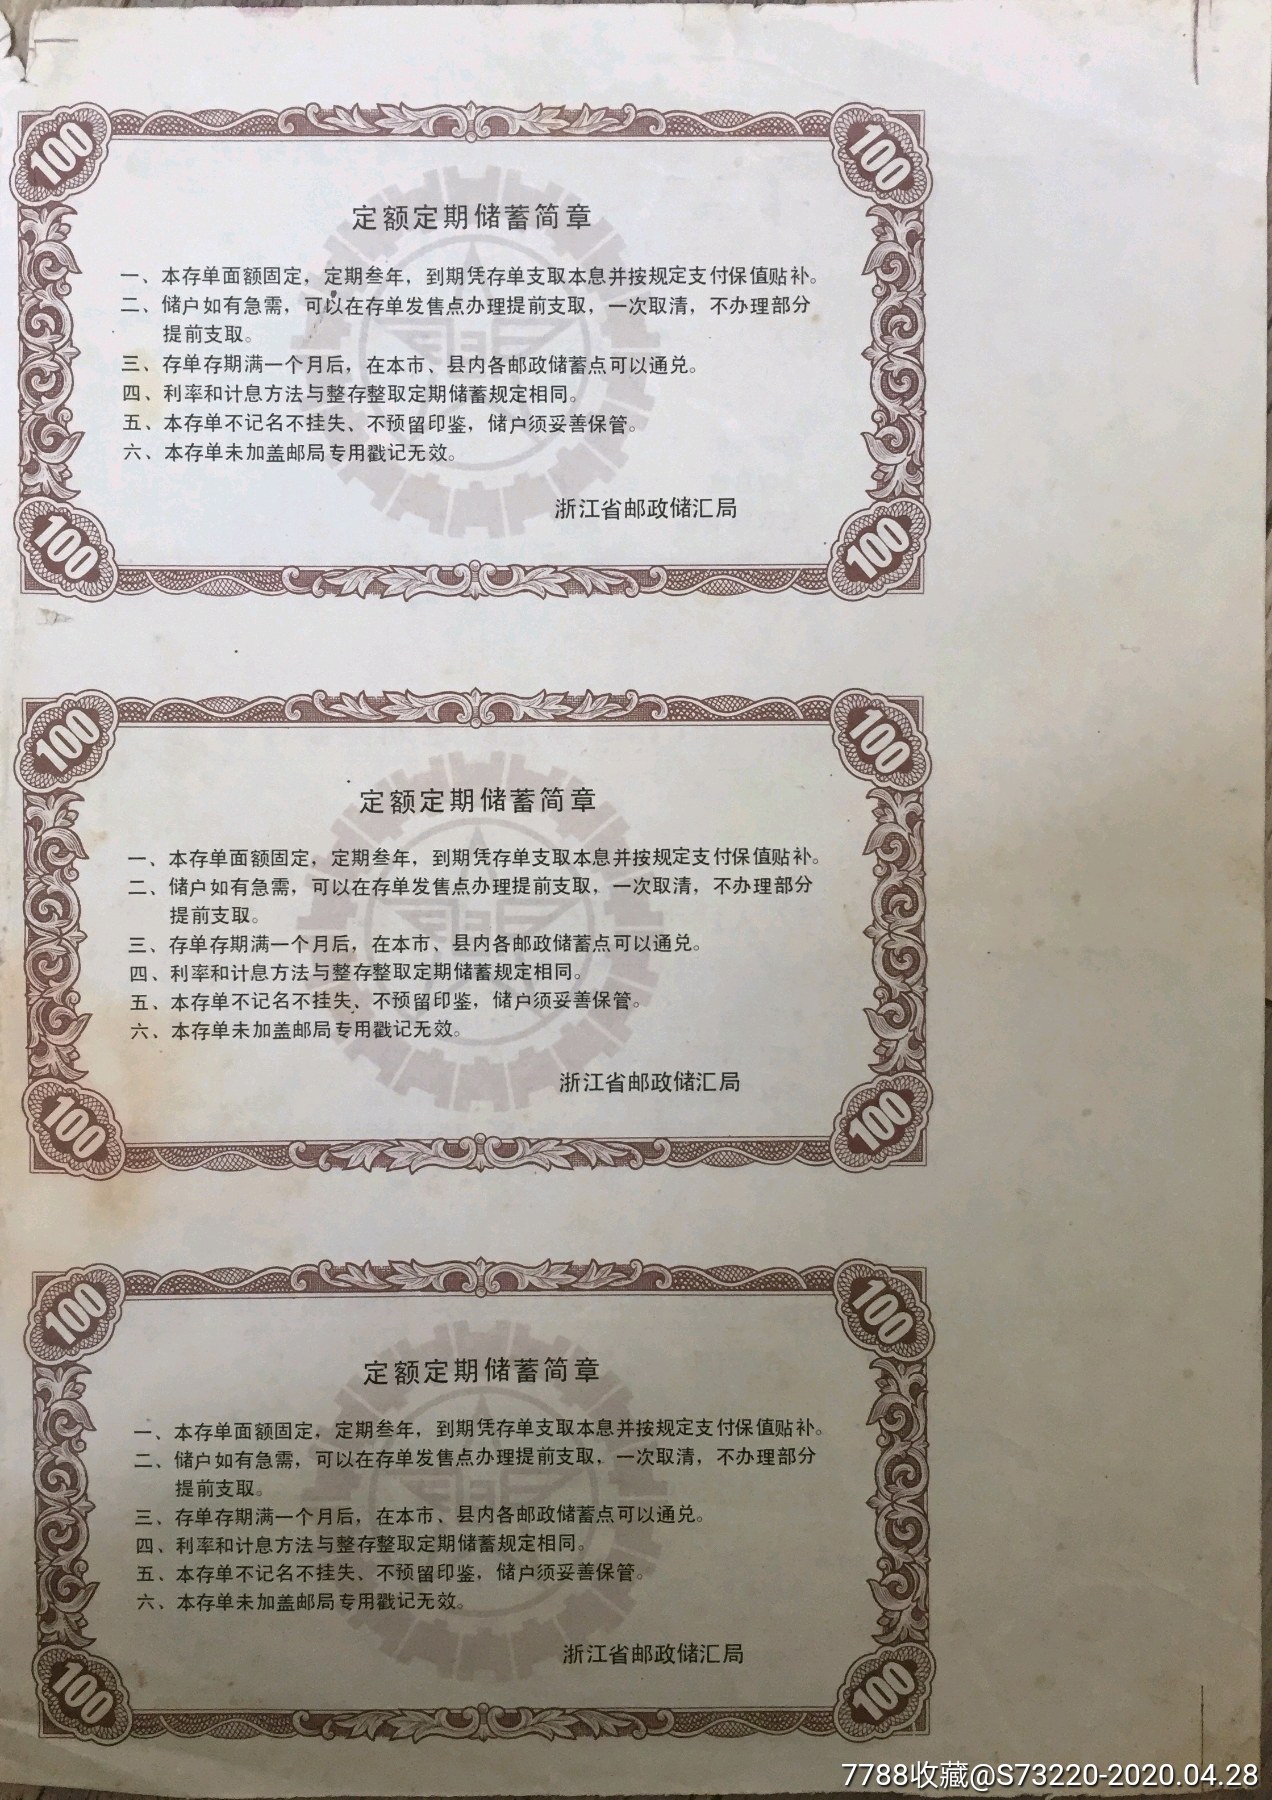 100 100
定额定期储蓄简章
一、本存单面额固定，定期叁年，到期凭存单支取本息并按规定支付保值贴补。
二、储户如有急需，可以在存单发售点办理提前支取，一次取清，不办理部分
提前支取。
三、存单存期满一个月后，在本市、县内各邮政储蓄点可以通兑。
四、利率和计息方法与整存整取定期储蓄规定相同。
五、本存单不记名不挂失、不预留印鉴，储户须妥善保管。
六、本存单未加盖邮局专用戳记无效。
浙江省邮政储汇局
100 100
100 100
定额定期储蓄简章
一、本存单面额固定，定期叁年，到期凭存单支取本息并按规定支付保值贴补。
二、储户如有急需，可以在存单发售点办理提前支取，一次取清，不办理部分
提前支取。
三、存单存期满一个月后，在本市、县内各邮政储蓄点可以通兑。
四、利率和计息方法与整存整取定期储蓄规定相同。
五、本存单不记名不挂失、不预留印鉴，储户须妥善保管。
六、本存单未加盖邮局专用戳记无效。
浙江省邮政储汇局
100 100
100 100
定额定期储蓄简章
一、本存单面额固定，定期叁年，到期凭存单支取本息并按规定支付保值贴补。
二、储户如有急需，可以在存单发售点办理提前支取，一次取清，不办理部分
提前支取。
三、存单存期满一个月后，在本市、县内各邮政储蓄点可以通兑。
四、利率和计息方法与整存整取定期储蓄规定相同。
五、本存单不记名不挂失、不预留印鉴，储户须妥善保管。
六、本存单未加盖邮局专用戳记无效。
浙江省邮政储汇局
100 100
7788收藏@S73220-2020.04.28